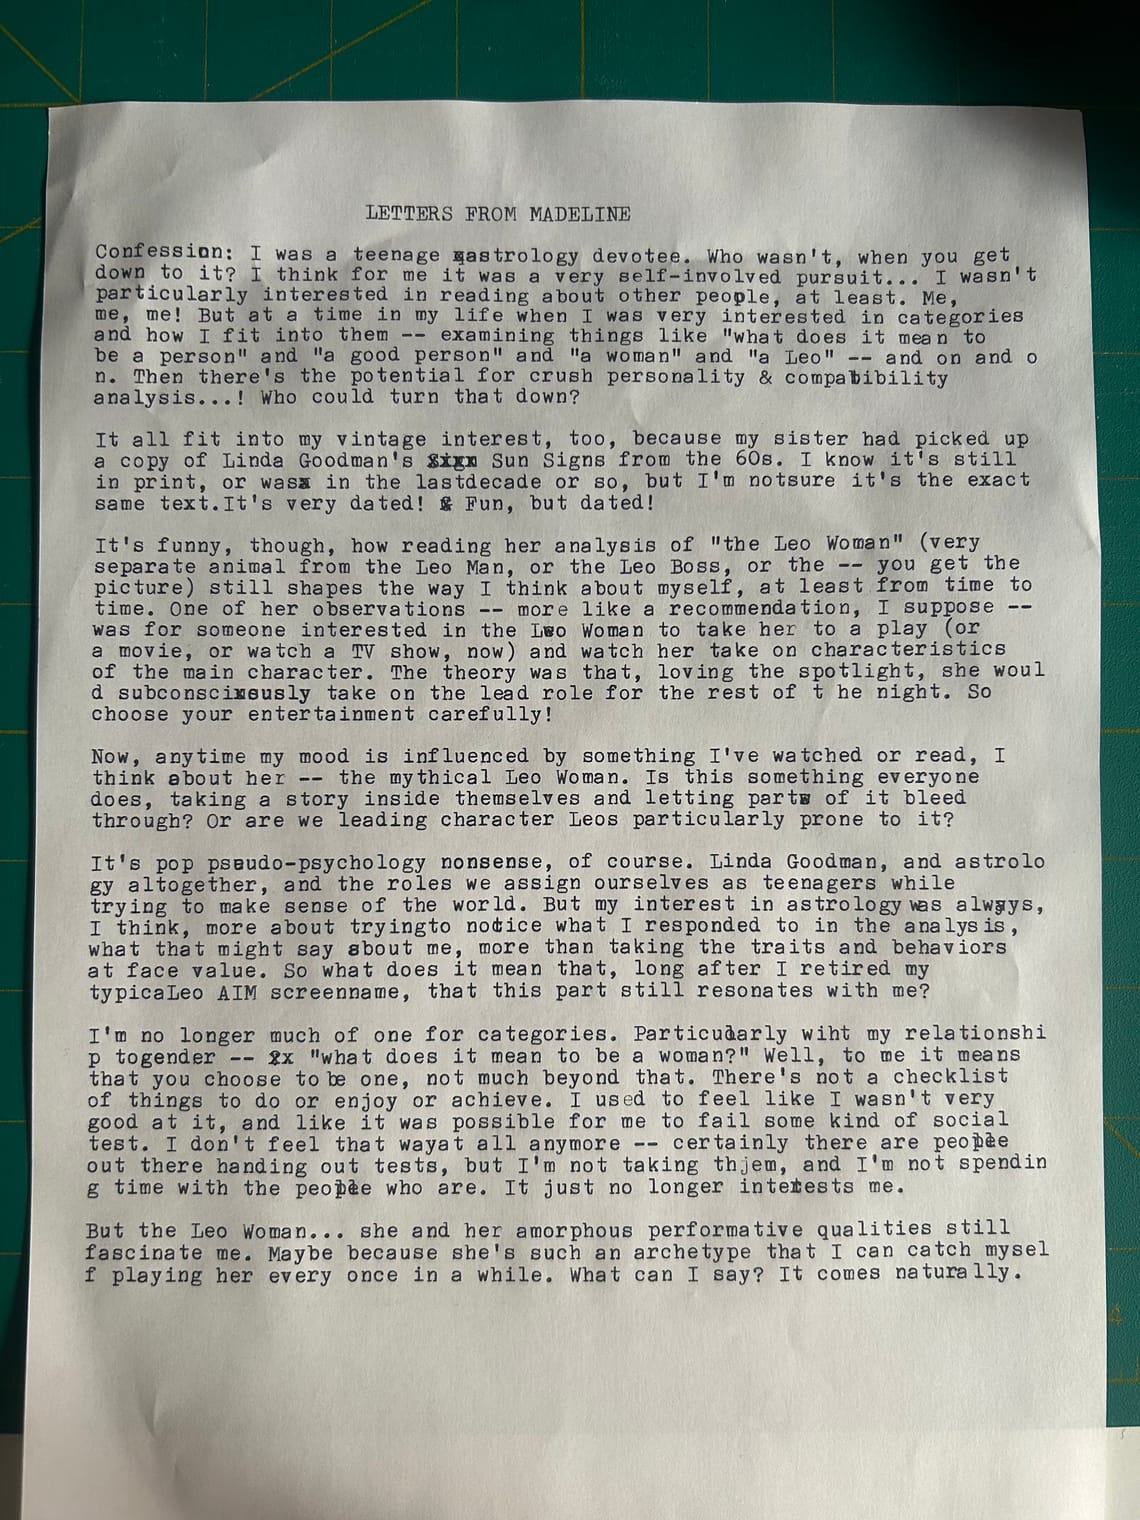 LETTERS FROM MADELINE
Confession: I was a teenage astrology devotee. Who wasn't, when you get
down to it? I think for me it was a very self-involved pursuit... I wasn't
particularly interested in reading about other people, at least. Me,
me, me! But at a time in my life when I was very interested in categories
and how I fit into them -- examining things like "what does it mean to
be a person" and "a good person" and "a woman" and "a Leo" -- and on and o
n. Then there's the potential for crush personality & compatibility
analysis...! Who could turn that down?
It all fit into my vintage interest, too, because my sister had picked up
a copy of Linda Goodman's Sun Signs from the 60s. I know it's still
in print, or was in the lastdecade or so, but I'm notsure it's the exact
same text.It's very dated! & Fun, but dated!
It's funny, though, how reading her analysis of "the Leo Woman" (very
separate animal from the Leo Man, or the Leo Boss, or the -- you get the
picture) still shapes the way I think about myself, at least from time to
time. One of her observations -- more like a recommendation, I suppose --
was for someone interested in the Leo Woman to take her to a play (or
a movie, or watch a TV show, now) and watch her take on characteristics
of the main character. The theory was that, loving the spotlight, she woul
d subconsciously take on the lead role for the rest of t he night. So
choose your entertainment carefully!
Now, anytime my mood is influenced by something I've watched or read, I
think about her -- the mythical Leo Woman. Is this something everyone
does, taking a story inside themselves and letting parts of it bleed
through? Or are we leading character Leos particularly prone to it?
It's pop pseudo-psychology nonsense, of course. Linda Goodman, and astrolo
gy altogether, and the roles we assign ourselves as teenagers while
trying to make sense of the world. But my interest in astrology was always,
I think, more about tryingto notice what I responded to in the analysis,
what that might say about me, more than taking the traits and behaviors
at face value. So what does it mean that, long after I retired my
typicaLeo AIM screenname, that this part still resonates with me?
I'm no longer much of one for categories. Particularly wiht my relationshi
p togender -- "what does it mean to be a woman?" Well, to me it means
that you choose to be one, not much beyond that. There's not a checklist
of things to do or enjoy or achieve. I used to feel like I wasn't very
good at it, and like it was possible for me to fail some kind of social
test. I don't feel that wayat all anymore -- certainly there are people
out there handing out tests, but I'm not taking thjem, and I'm not spendin
g time with the people who are. It just no longer interests me.
But the Leo Woman... she and her amorphous performative qualities still
fascinate me. Maybe because she's such an archetype that I can catch mysel
f playing her every once in a while. What can I say? It comes naturally.